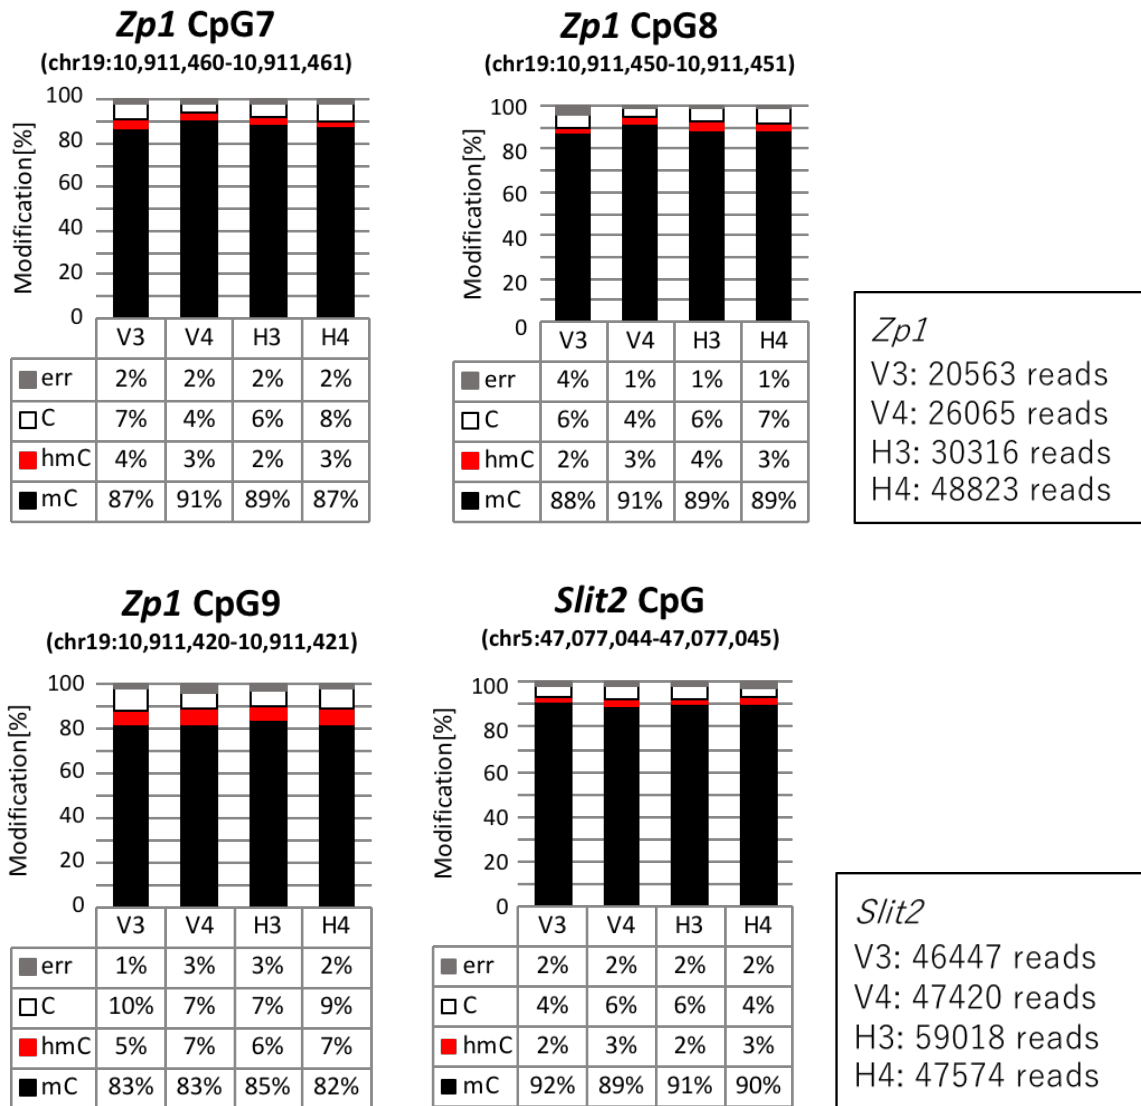 Zp1 CpG7
(chr19:10,911,460-10,911,461)
Modification[%]
100
80
60
40
20
0
V3 V4 H3 H4
err 2% 2% 2% 2%
C 7% 4% 6% 8%
hmC 4% 3% 2% 3%
mC 87% 91% 89% 87%
Zp1 CpG8
(chr19:10,911,450-10,911,451)
Modification[%]
100
80
60
40
20
0
V3 V4 H3 H4
err 4% 1% 1% 1%
C 6% 4% 6% 7%
hmC 2% 3% 4% 3%
mC 88% 91% 89% 89%
Zp1
V3: 20563 reads
V4: 26065 reads
H3: 30316 reads
H4: 48823 reads
Zp1 CpG9
(chr19:10,911,420-10,911,421)
Modification[%]
100
80
60
40
20
0
V3 V4 H3 H4
err 1% 3% 3% 2%
C 10% 7% 7% 9%
hmC 5% 7% 6% 7%
mC 83% 83% 85% 82%
Slit2 CpG
(chr5:47,077,044-47,077,045)
Modification[%]
100
80
60
40
20
0
V3 V4 H3 H4
err 2% 2% 2% 2%
C 4% 6% 6% 4%
hmC 2% 3% 2% 3%
mC 92% 89% 91% 90%
Slit2
V3: 46447 reads
V4: 47420 reads
H3: 59018 reads
H4: 47574 reads